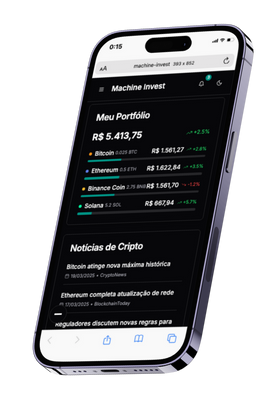 0:15
AA machine-invest 393 x 852
Machine Invest 3
Meu Portfólio
R$ 5.413,75 +2.5%
Bitcoin 0.025 BTC R$ 1.561,27 +2.8%
Ethereum 0.5 ETH R$ 1.622,84 +3.5%
Binance Coin 2.75 BNB R$ 1.561,70 -1.2%
Solana 5.2 SOL R$ 667,94 +5.7%
Notícias de Cripto
Bitcoin atinge nova máxima histórica
18/03/2025 • CryptoNews
Ethereum completa atualização de rede
17/03/2025 • BlockchainToday
Reguladores discutem novas regras para